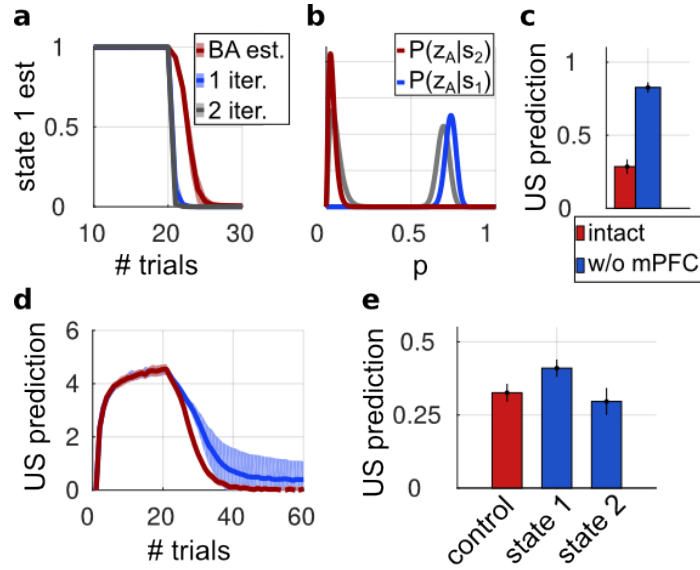 a
state 1 est
1
0.5
0
10
20
30
# trials
BA est.
1 iter.
2 iter.
b
P(z_A|s_2)
P(z_A|s_1)
0
0.5
1
p
c
US prediction
1
0.5
0
intact
w/o mPFC
d
US prediction
6
4
2
0
0
20
40
60
# trials
e
US prediction
0.5
0.25
0
control
state 1
state 2